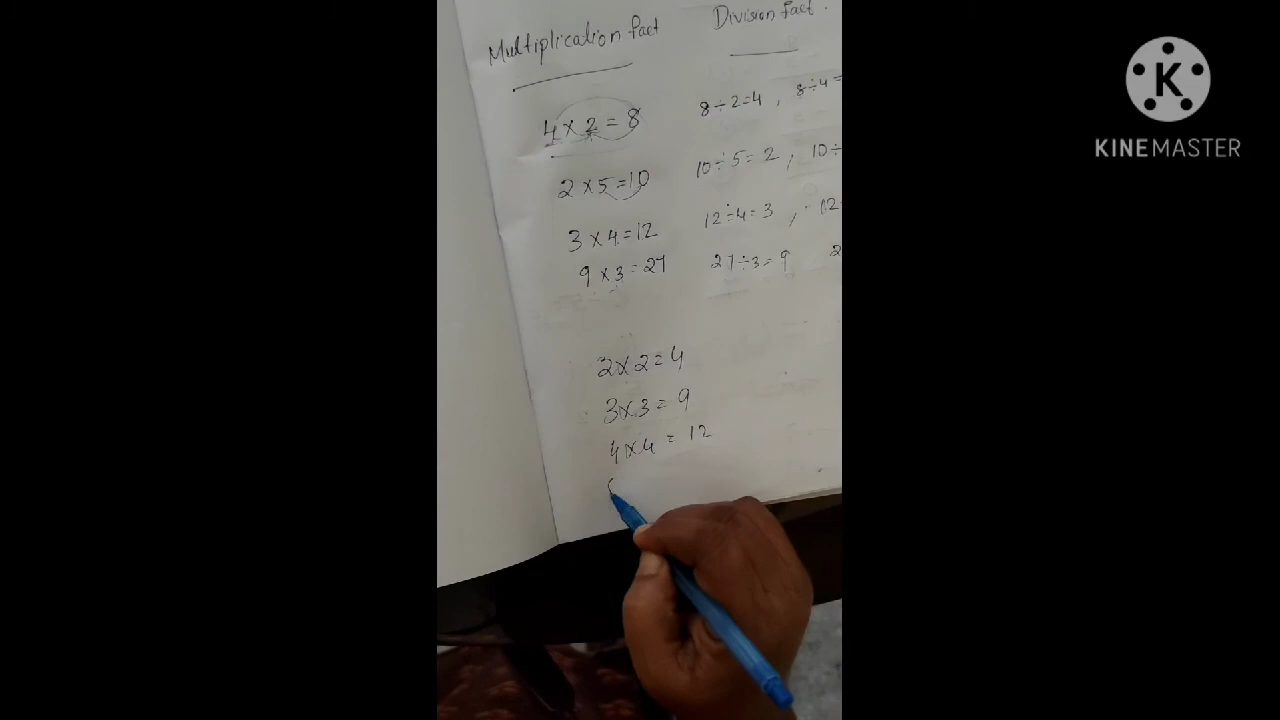 Multiplication fact Division fact.
4 × 2 = 8 8 ÷ 2 = 4 , 8 ÷ 4 =
2 × 5 = 10 10 ÷ 5 = 2 , 10 ÷
3 × 4 = 12 12 ÷ 4 = 3 , 12
9 × 3 = 27 27 ÷ 3 = 9 2
2 × 2 = 4
3 × 3 = 9
4 × 4 = 12
K
KINEMASTER